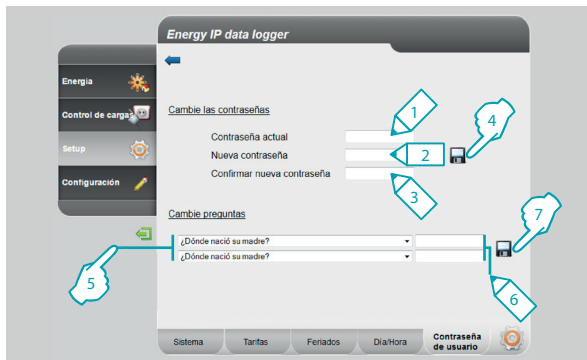 Energy IP data logger
Energia
Control de cargas
Setup
Configuración
Cambie las contraseñas
Contraseña actual
Nueva contraseña
Confirmar nueva contraseña
1
2
3
4
Cambie preguntas
¿Dónde nació su madre?
¿Dónde nació su madre?
5
6
7
Sistema
Tarifas
Feriados
Día/Hora
Contraseña
de usuario